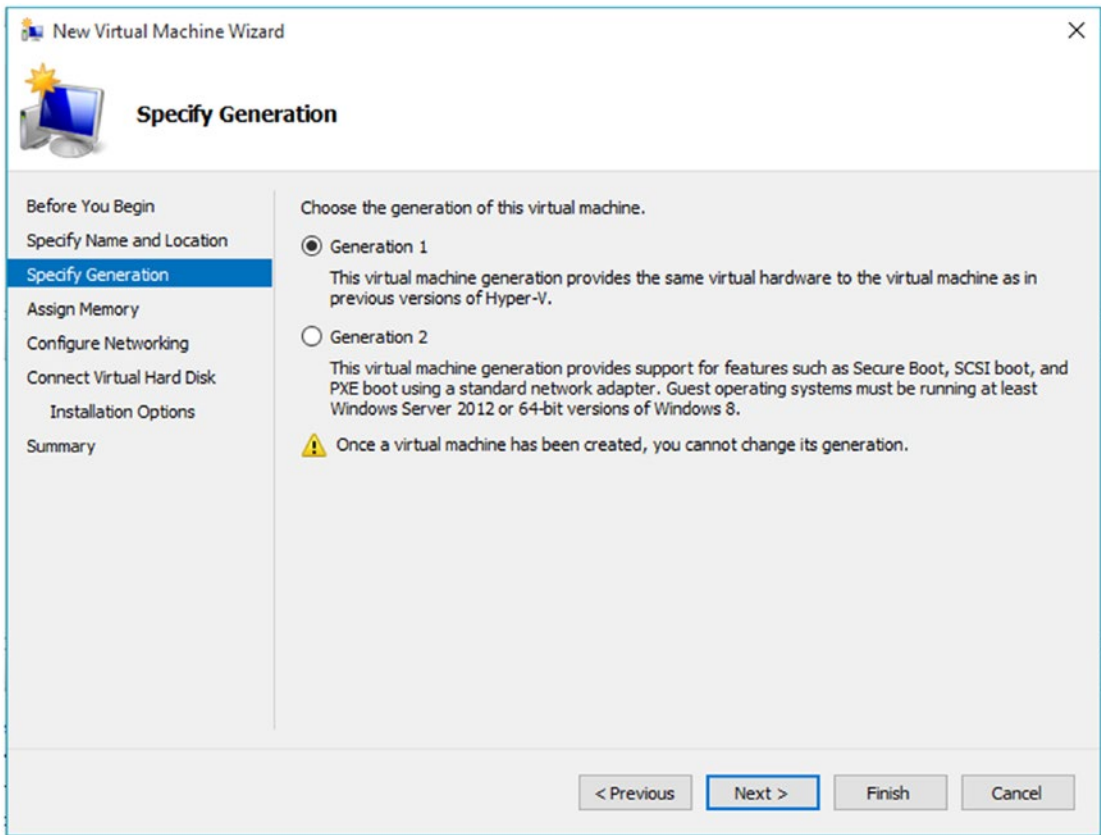 New Virtual Machine Wizard
Specify Generation
Before You Begin
Specify Name and Location
Specify Generation
Assign Memory
Configure Networking
Connect Virtual Hard Disk
Installation Options
Summary
Choose the generation of this virtual machine.
Generation 1
This virtual machine generation provides the same virtual hardware to the virtual machine as in
previous versions of Hyper-V.
Generation 2
This virtual machine generation provides support for features such as Secure Boot, SCSI boot, and
PXE boot using a standard network adapter. Guest operating systems must be running at least
Windows Server 2012 or 64-bit versions of Windows 8.
Once a virtual machine has been created, you cannot change its generation.
< Previous
Next >
Finish
Cancel